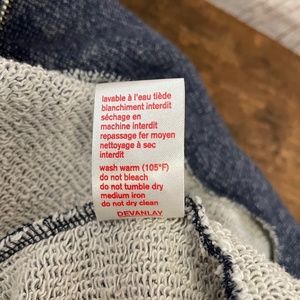 lavable à l'eau tiède
blanchiment interdit
séchage en
machine interdit
repassage fer moyen
nettoyage à sec
interdit
wash warm (105°F)
do not bleach
do not tumble dry
medium iron
do not dry clean
DEVANLAY